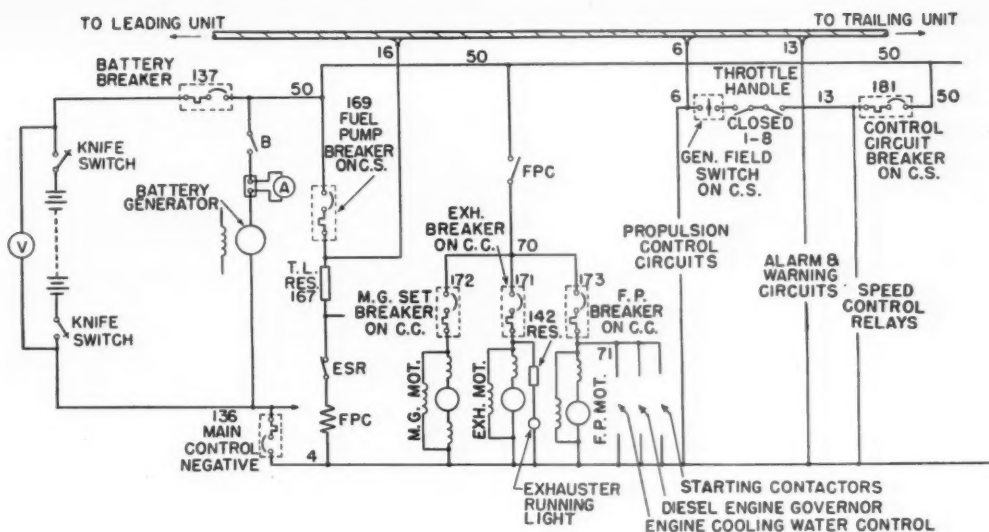 TO LEADING UNIT
TO TRAILING UNIT
16
6
13
50
50
BATTERY
BREAKER
137
50
THROTTLE
HANDLE
181
6
13
50
169
FUEL
PUMP
BREAKER
ON C.S.
KNIFE
SWITCH
B
A
CLOSED
1-8
GEN. FIELD
SWITCH
ON C.S.
CONTROL
CIRCUIT
BREAKER
ON C.S.
FPC
BATTERY
GENERATOR
V
EXH.
BREAKER
ON C.C.
70
PROPULSION
CONTROL
CIRCUITS
ALARM &
WARNING
CIRCUITS
SPEED
CONTROL
RELAYS
T.L.
RES.
167
172
171
173
M.G. SET
BREAKER
ON C.C.
142
RES.
F.P.
BREAKER
ON C.C.
KNIFE
SWITCH
71
ESR
FPC
M.G. MOT.
EXH. MOT.
F.P. MOT.
136
MAIN
CONTROL
NEGATIVE
4
EXHAUSTER
RUNNING
LIGHT
STARTING CONTACTORS
DIESEL ENGINE GOVERNOR
ENGINE COOLING WATER CONTROL